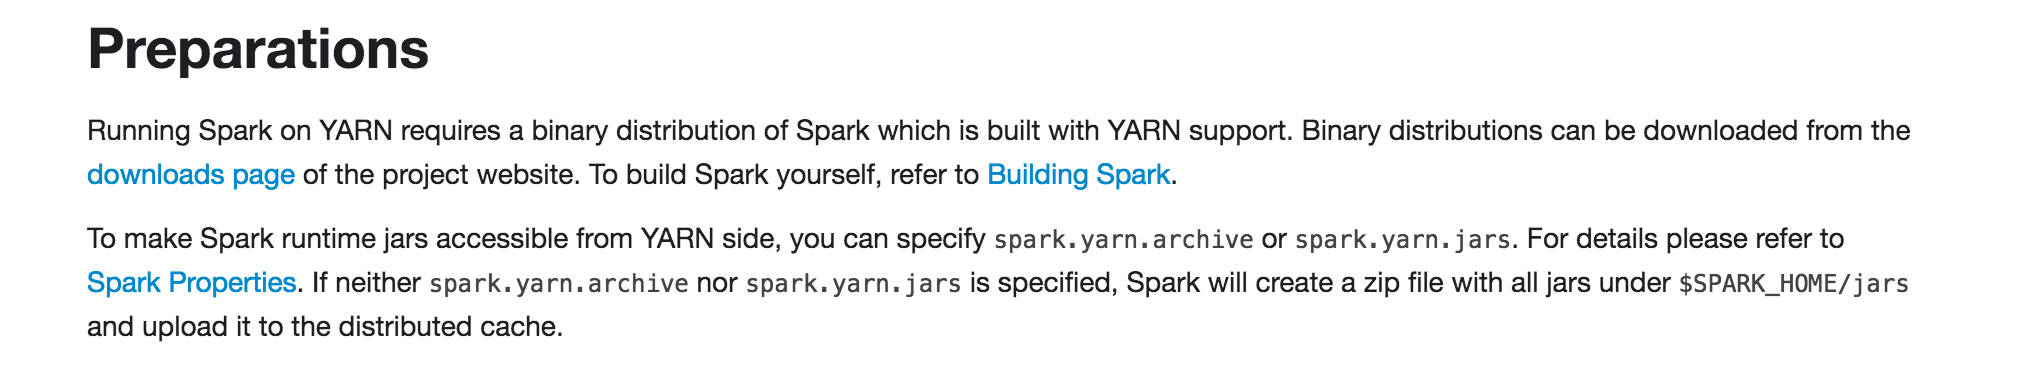 Preparations
Running Spark on YARN requires a binary distribution of Spark which is built with YARN support. Binary distributions can be downloaded from the
downloads page of the project website. To build Spark yourself, refer to Building Spark.
To make Spark runtime jars accessible from YARN side, you can specify spark.yarn.archive or spark.yarn.jars. For details please refer to
Spark Properties. If neither spark.yarn.archive nor spark.yarn.jars is specified, Spark will create a zip file with all jars under $SPARK_HOME/jars
and upload it to the distributed cache.